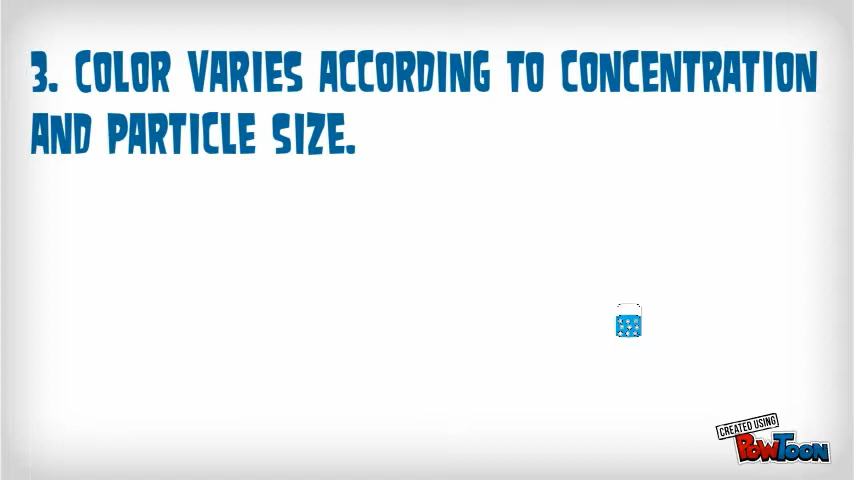 3. COLOR VARIES ACCORDING TO CONCENTRATION
AND PARTICLE SIZE.
CREATED USING
POWTOON